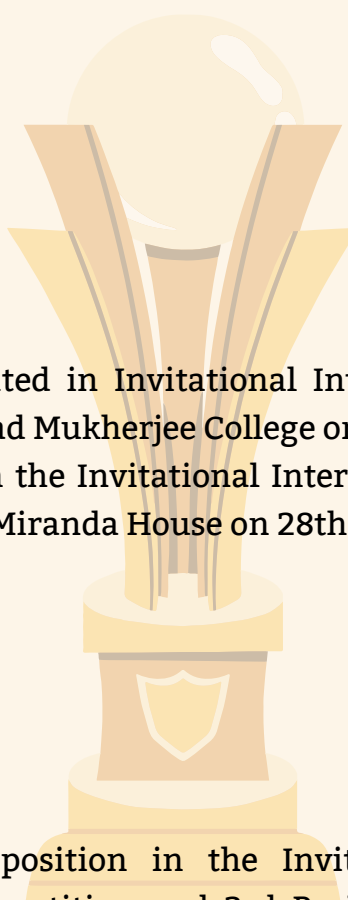 ted in Invitational Int
nd Mukherjee College or
the Invitational Inter
Miranda House on 28th
position in the Invit